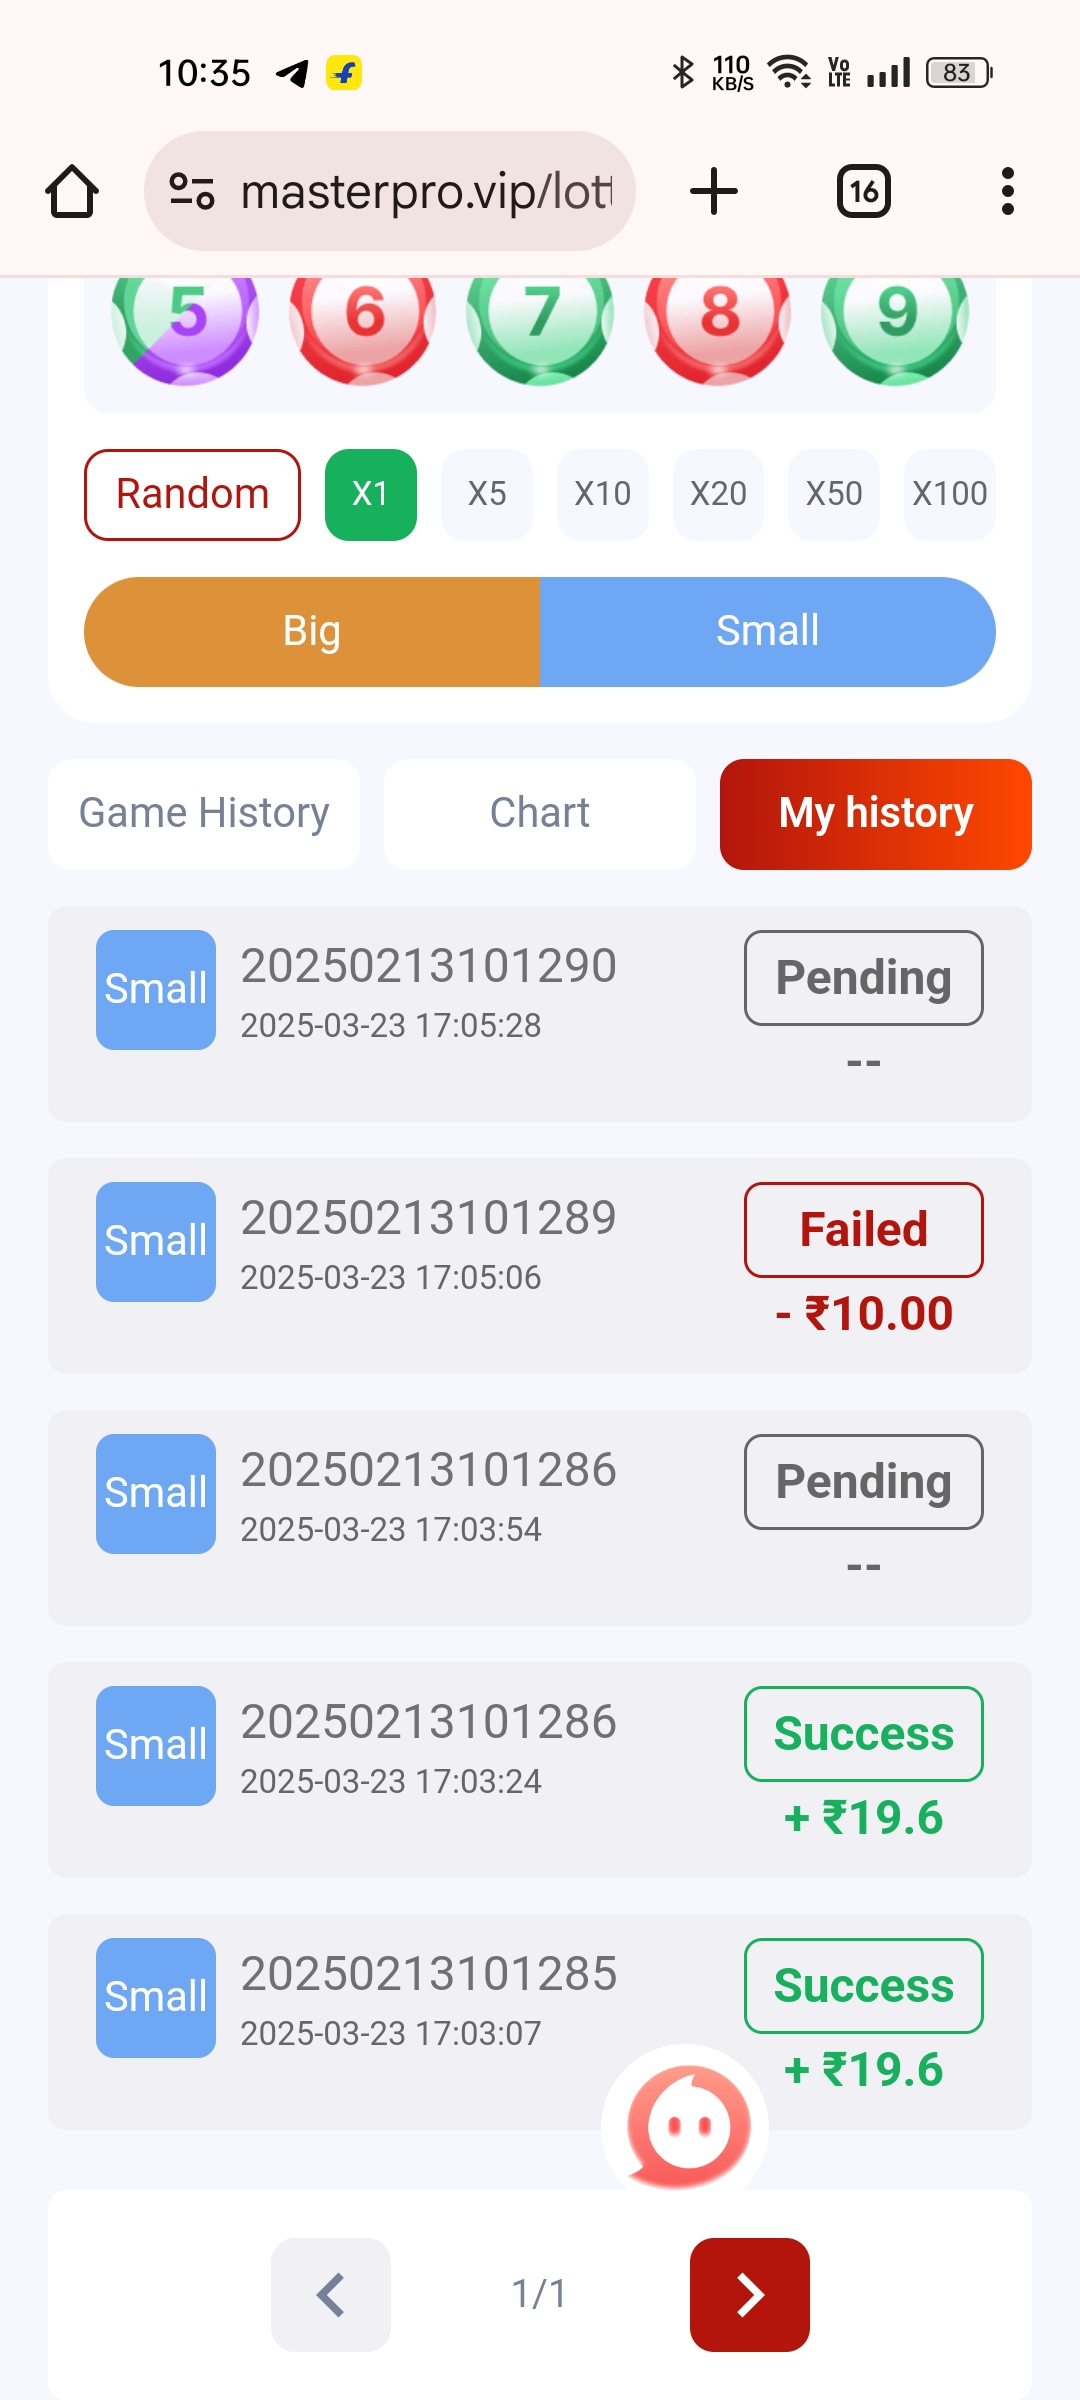 10:35
110
KB/S
Vo
LTE
83
masterpro.vip/lott
16
5 6 7 8 9
Random X1 X5 X10 X20 X50 X100
Big Small
Game History Chart My history
Small 20250213101290 Pending
2025-03-23 17:05:28
--
Small 20250213101289 Failed
2025-03-23 17:05:06
- ₹10.00
Small 20250213101286 Pending
2025-03-23 17:03:54
--
Small 20250213101286 Success
2025-03-23 17:03:24
+ ₹19.6
Small 20250213101285 Success
2025-03-23 17:03:07
+ ₹19.6
1/1